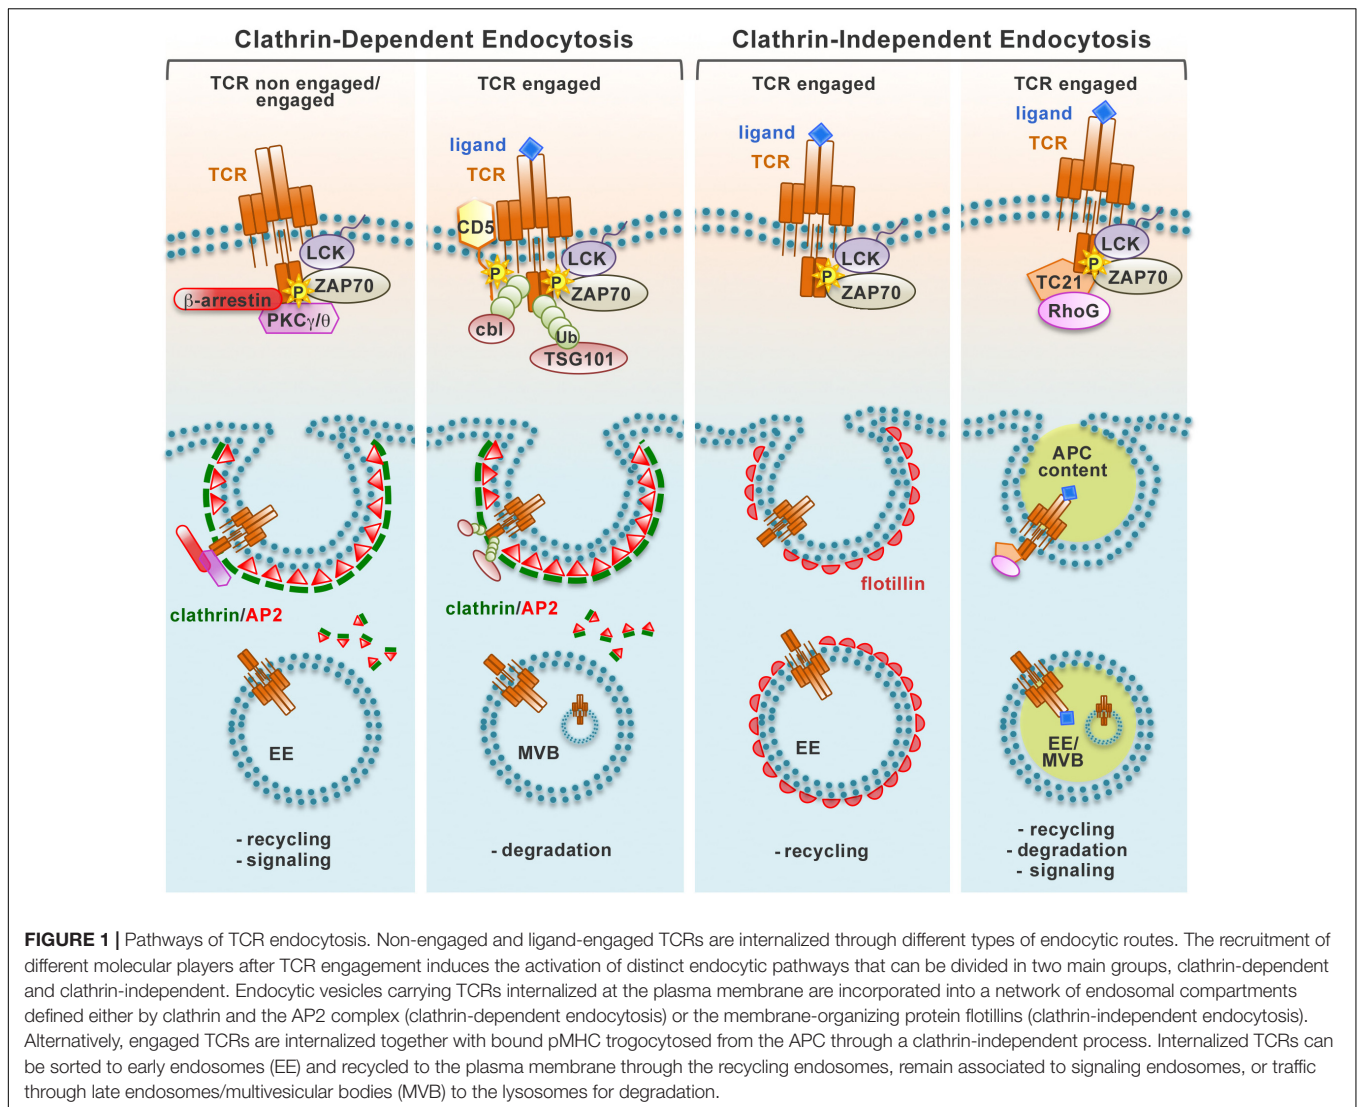 Clathrin-Dependent Endocytosis
Clathrin-Independent Endocytosis
TCR non engaged/
engaged
TCR
LCK
P
ZAP70
β-arrestin
PKCγ/θ
clathrin/AP2
EE
- recycling
- signaling
TCR engaged
ligand
TCR
CD5
P
LCK
P
ZAP70
cbl
Ub
TSG101
clathrin/AP2
MVB
- degradation
TCR engaged
ligand
TCR
LCK
P
ZAP70
flotillin
EE
- recycling
TCR engaged
ligand
TCR
LCK
P
ZAP70
TC21
RhoG
APC
content
EE/
MVB
- recycling
- degradation
- signaling
FIGURE 1 | Pathways of TCR endocytosis. Non-engaged and ligand-engaged TCRs are internalized through different types of endocytic routes. The recruitment of
different molecular players after TCR engagement induces the activation of distinct endocytic pathways that can be divided in two main groups, clathrin-dependent
and clathrin-independent. Endocytic vesicles carrying TCRs internalized at the plasma membrane are incorporated into a network of endosomal compartments
defined either by clathrin and the AP2 complex (clathrin-dependent endocytosis) or the membrane-organizing protein flotillins (clathrin-independent endocytosis).
Alternatively, engaged TCRs are internalized together with bound pMHC trogocytosed from the APC through a clathrin-independent process. Internalized TCRs can
be sorted to early endosomes (EE) and recycled to the plasma membrane through the recycling endosomes, remain associated to signaling endosomes, or traffic
through late endosomes/multivesicular bodies (MVB) to the lysosomes for degradation.